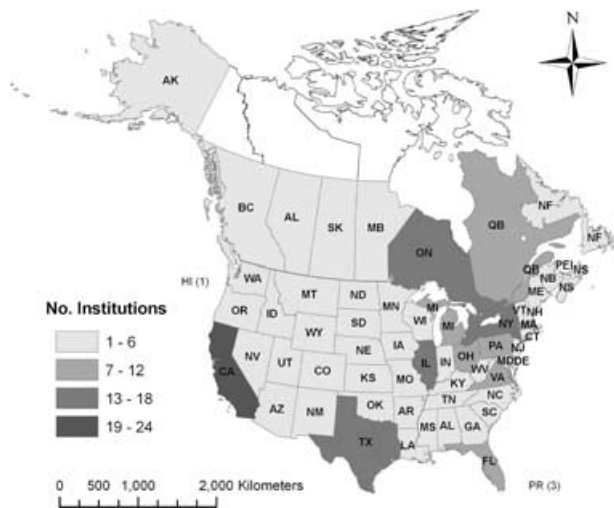 N
AK
BC
AL
SK
MB
ON
QB
NF
NF
QB
PEI
NS
NB
NS
ME
HI (1)
WA
MT
ND
MN
OR
ID
WY
SD
WI
MI
MI
VT
NH
NY
MA
CT
No. Institutions
1 - 6
7 - 12
13 - 18
19 - 24
CA
NV
UT
CO
NE
IA
IL
IN
OH
PA
NJ
MD
DE
WV
VA
KS
MO
KY
AZ
NM
OK
AR
TN
NC
SC
TX
LA
MS
AL
GA
FL
PR (3)
0 500 1,000 2,000 Kilometers